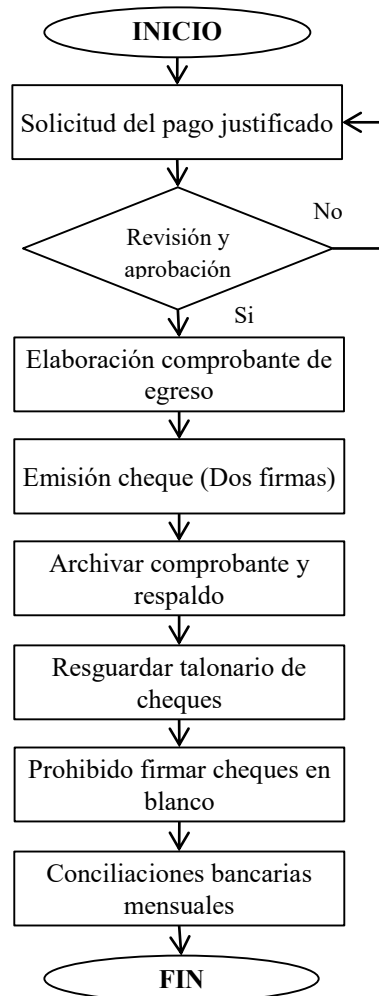 INICIO
Solicitud del pago justificado
No
Revisión y
aprobación
Si
Elaboración comprobante de
egreso
Emisión cheque (Dos firmas)
Archivar comprobante y
respaldo
Resguardar talonario de
cheques
Prohibido firmar cheques en
blanco
Conciliaciones bancarias
mensuales
FIN